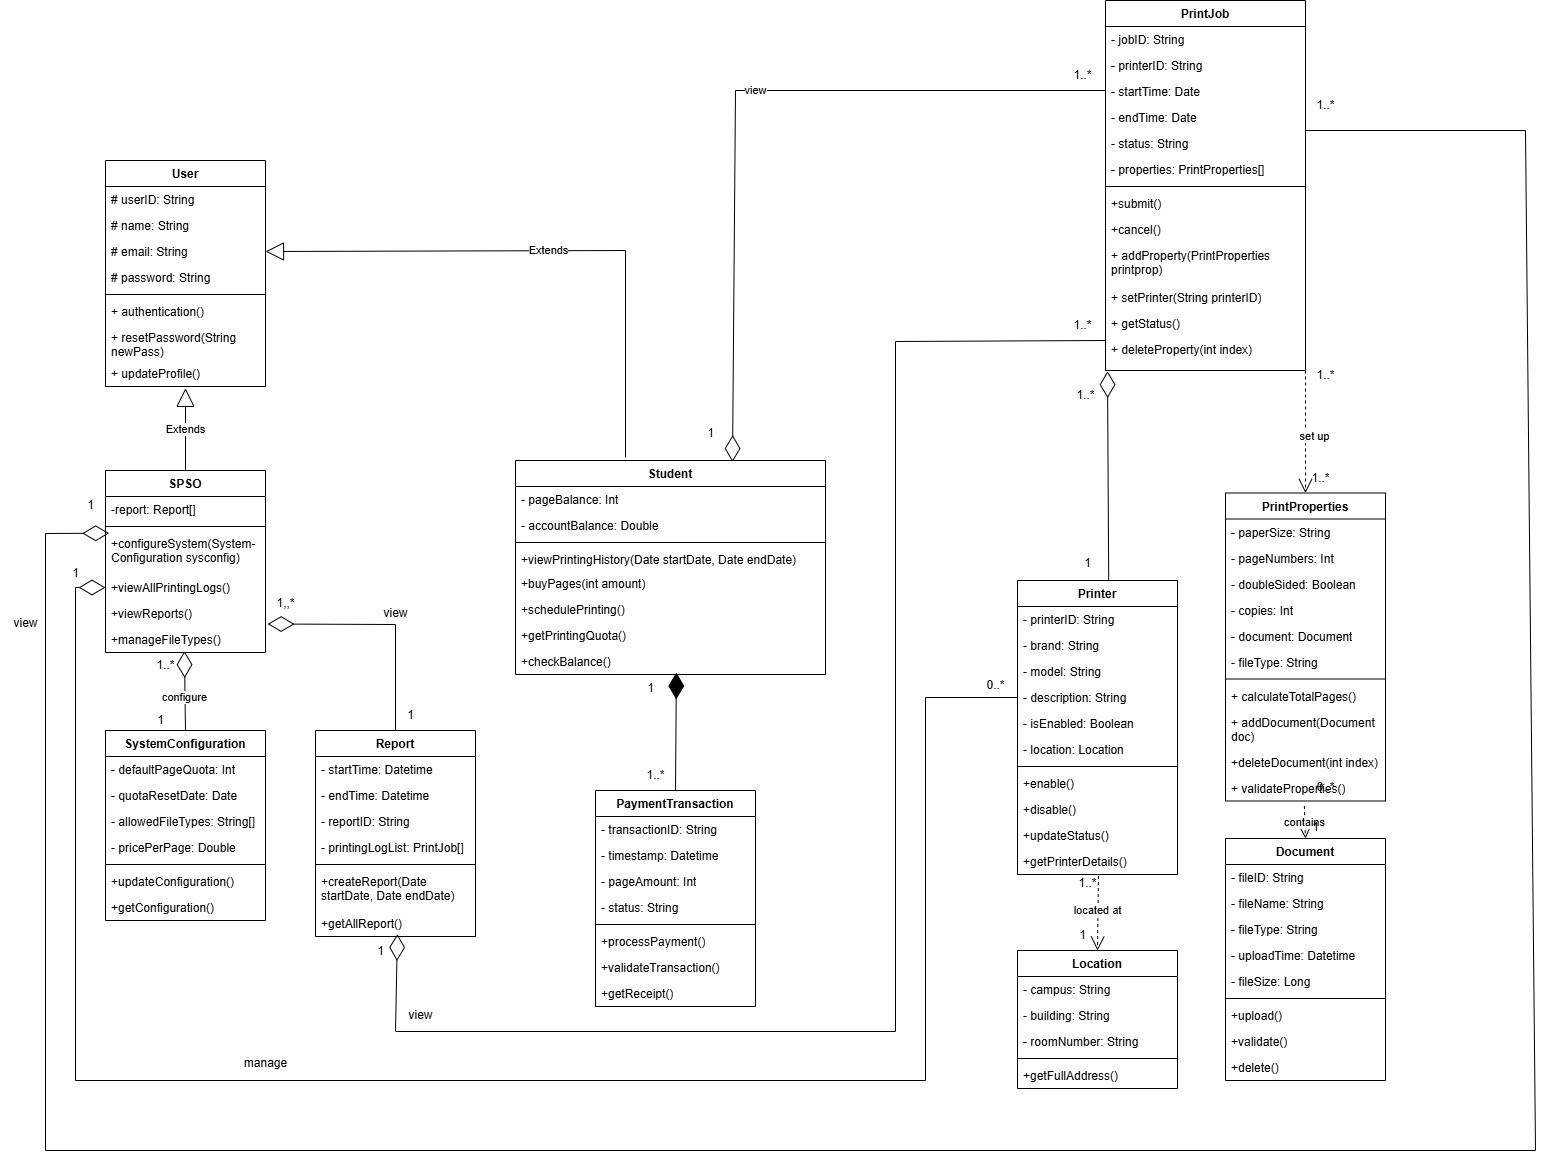 PrintJob
- jobID: String
- printerID: String
- startTime: Date
- endTime: Date
- status: String
- properties: PrintProperties[]
+submit()
+cancel()
+ addProperty(PrintProperties
printprop)
+ setPrinter(String printerID)
+ getStatus()
+ deleteProperty(int index)
1..*
view
1..*
1..*
1..*
1..*
User
# userID: String
# name: String
# email: String
# password: String
+ authentication()
+ resetPassword(String
newPass)
+ updateProfile()
Extends
Extends
set up
1..*
1
SPSO
-report: Report[]
+configureSystem(System-
Configuration sysconfig)
+viewAllPrintingLogs()
+viewReports()
+manageFileTypes()
1
1
view
1,,*
view
1..*
configure
1
1
Student
- pageBalance: Int
- accountBalance: Double
+viewPrintingHistory(Date startDate, Date endDate)
+buyPages(int amount)
+schedulePrinting()
+getPrintingQuota()
+checkBalance()
1
1..*
PrintProperties
- paperSize: String
- pageNumbers: Int
- doubleSided: Boolean
- copies: Int
- document: Document
- fileType: String
+ calculateTotalPages()
+ addDocument(Document
doc)
+deleteDocument(int index)
+ validateProperties()
0..*
contains
1
1
Printer
- printerID: String
- brand: String
- model: String
- description: String
- isEnabled: Boolean
- location: Location
+enable()
+disable()
+updateStatus()
+getPrinterDetails()
0..*
1..*
located at
1
SystemConfiguration
- defaultPageQuota: Int
- quotaResetDate: Date
- allowedFileTypes: String[]
- pricePerPage: Double
+updateConfiguration()
+getConfiguration()
Report
- startTime: Datetime
- endTime: Datetime
- reportID: String
- printingLogList: PrintJob[]
+createReport(Date
startDate, Date endDate)
+getAllReport()
1
view
PaymentTransaction
- transactionID: String
- timestamp: Datetime
- pageAmount: Int
- status: String
+processPayment()
+validateTransaction()
+getReceipt()
Document
- fileID: String
- fileName: String
- fileType: String
- uploadTime: Datetime
- fileSize: Long
+upload()
+validate()
+delete()
Location
- campus: String
- building: String
- roomNumber: String
+getFullAddress()
manage